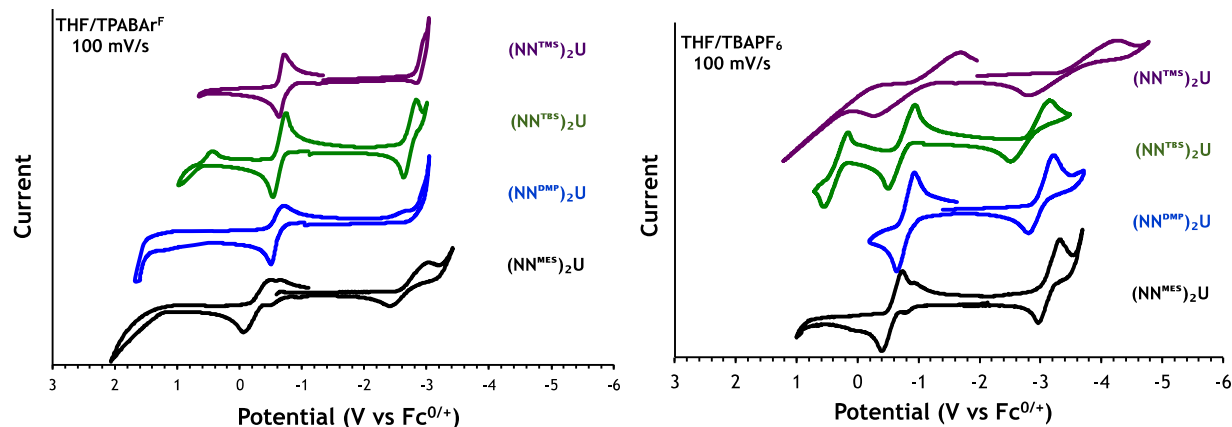 THF/TPABArᶠ
100 mV/s
(NNᵀᴹˢ)₂U
(NNᵀᴮˢ)₂U
(NNᴰᴹᴾ)₂U
(NNᴹᴱˢ)₂U
Current
3 2 1 0 -1 -2 -3 -4 -5 -6
Potential (V vs Fc⁰/⁺)
THF/TBAPF₆
100 mV/s
(NNᵀᴹˢ)₂U
(NNᵀᴮˢ)₂U
(NNᴰᴹᴾ)₂U
(NNᴹᴱˢ)₂U
Current
3 2 1 0 -1 -2 -3 -4 -5 -6
Potential (V vs Fc⁰/⁺)